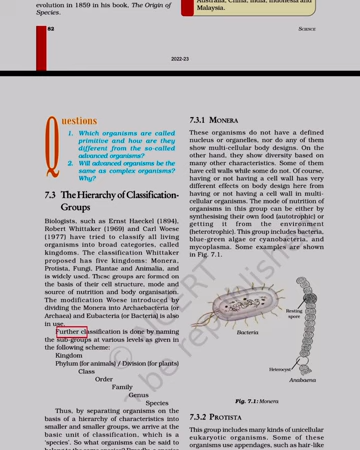 evolution in 1859 in his book, The Origin of
Species.
Australia, China, India, Indonesia and
Malaysia.
82
Science
2022-23
Questions
1. Which organisms are called
primitive and how are they
different from the so-called
advanced organisms?
2. Will advanced organisms be the
same as complex organisms?
Why?
7.3 The Hierarchy of Classification-
Groups
Biologists, such as Ernst Haeckel (1894),
Robert Whittaker (1969) and Carl Woese
(1977) have tried to classify all living
organisms into broad categories, called
kingdoms. The classification Whittaker
proposed has five kingdoms: Monera,
Protista, Fungi, Plantae and Animalia, and
is widely used. These groups are formed on
the basis of their cell structure, mode and
source of nutrition and body organisation.
The modification Woese introduced by
dividing the Monera into Archaebacteria (or
Archaea) and Eubacteria (or Bacteria) is also
in use.
Further classification is done by naming
the sub-groups at various levels as given in
the following scheme:
Kingdom
Phylum (for animals) / Division (for plants)
Class
Order
Family
Genus
Species
Thus, by separating organisms on the
basis of a hierarchy of characteristics into
smaller and smaller groups, we arrive at the
basic unit of classification, which is a
'species'. So what organisms can be said to
7.3.1 MONERA
These organisms do not have a defined
nucleus or organelles, nor do any of them
show multi-cellular body designs. On the
other hand, they show diversity based on
many other characteristics. Some of them
have cell walls while some do not. Of course,
having or not having a cell wall has very
different effects on body design here from
having or not having a cell wall in multi-
cellular organisms. The mode of nutrition of
organisms in this group can be either by
synthesising their own food (autotrophic) or
getting it from the environment
(heterotrophic). This group includes bacteria,
blue-green algae or cyanobacteria, and
mycoplasma. Some examples are shown
in Fig. 7.1.
Resting
spore
Bacteria
Heterocyst
Anabaena
Fig. 7.1: Monera
7.3.2 PROTISTA
This group includes many kinds of unicellular
eukaryotic organisms. Some of these
organisms use appendages, such as hair-like